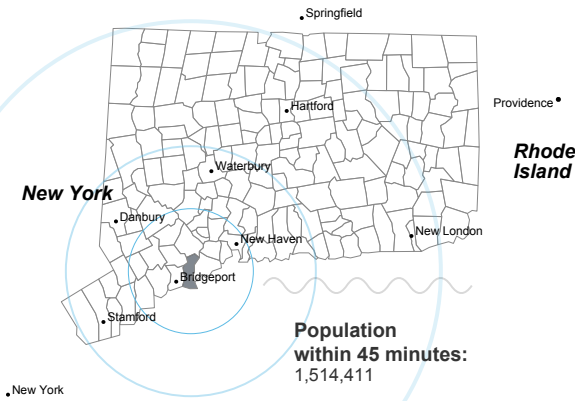 Springfield
Hartford
Providence
Rhode
Island
Waterbury
New York
Danbury
New Haven
New London
Bridgeport
Stamford
Population
within 45 minutes:
1,514,411
New York